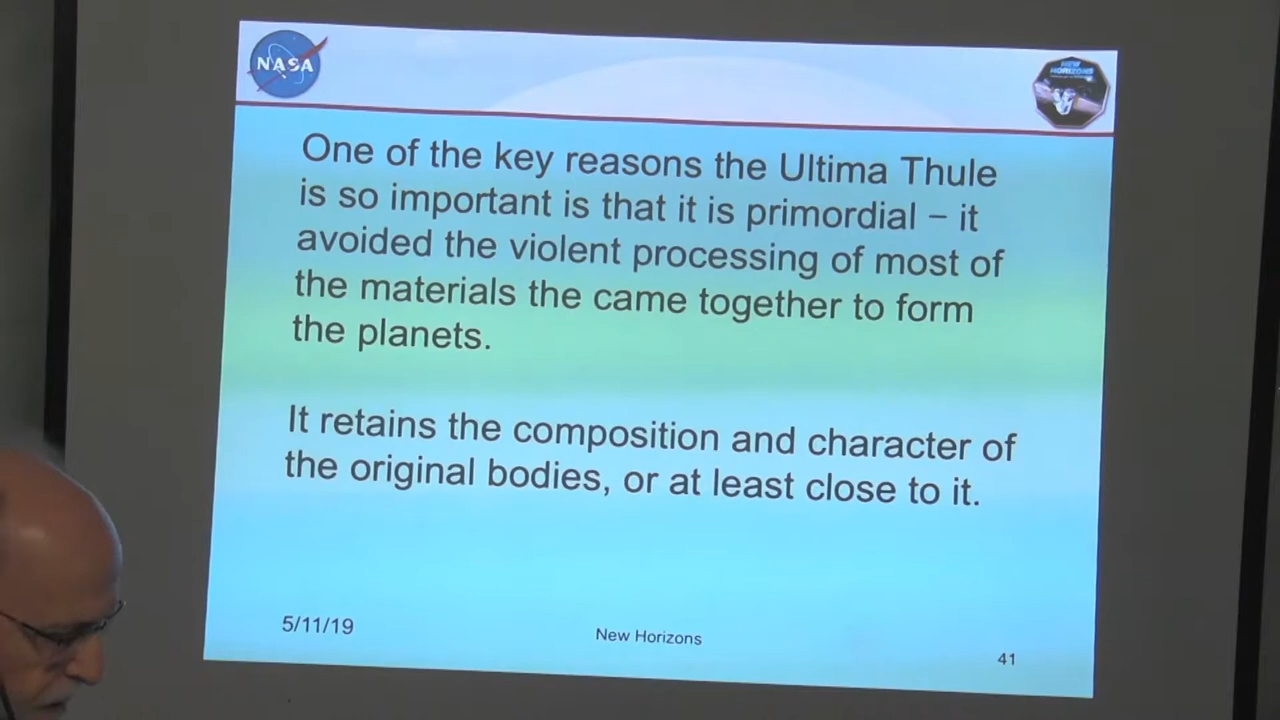 NASA
NEW
HORIZONS
One of the key reasons the Ultima Thule
is so important is that it is primordial – it
avoided the violent processing of most of
the materials the came together to form
the planets.
It retains the composition and character of
the original bodies, or at least close to it.
5/11/19
New Horizons
41